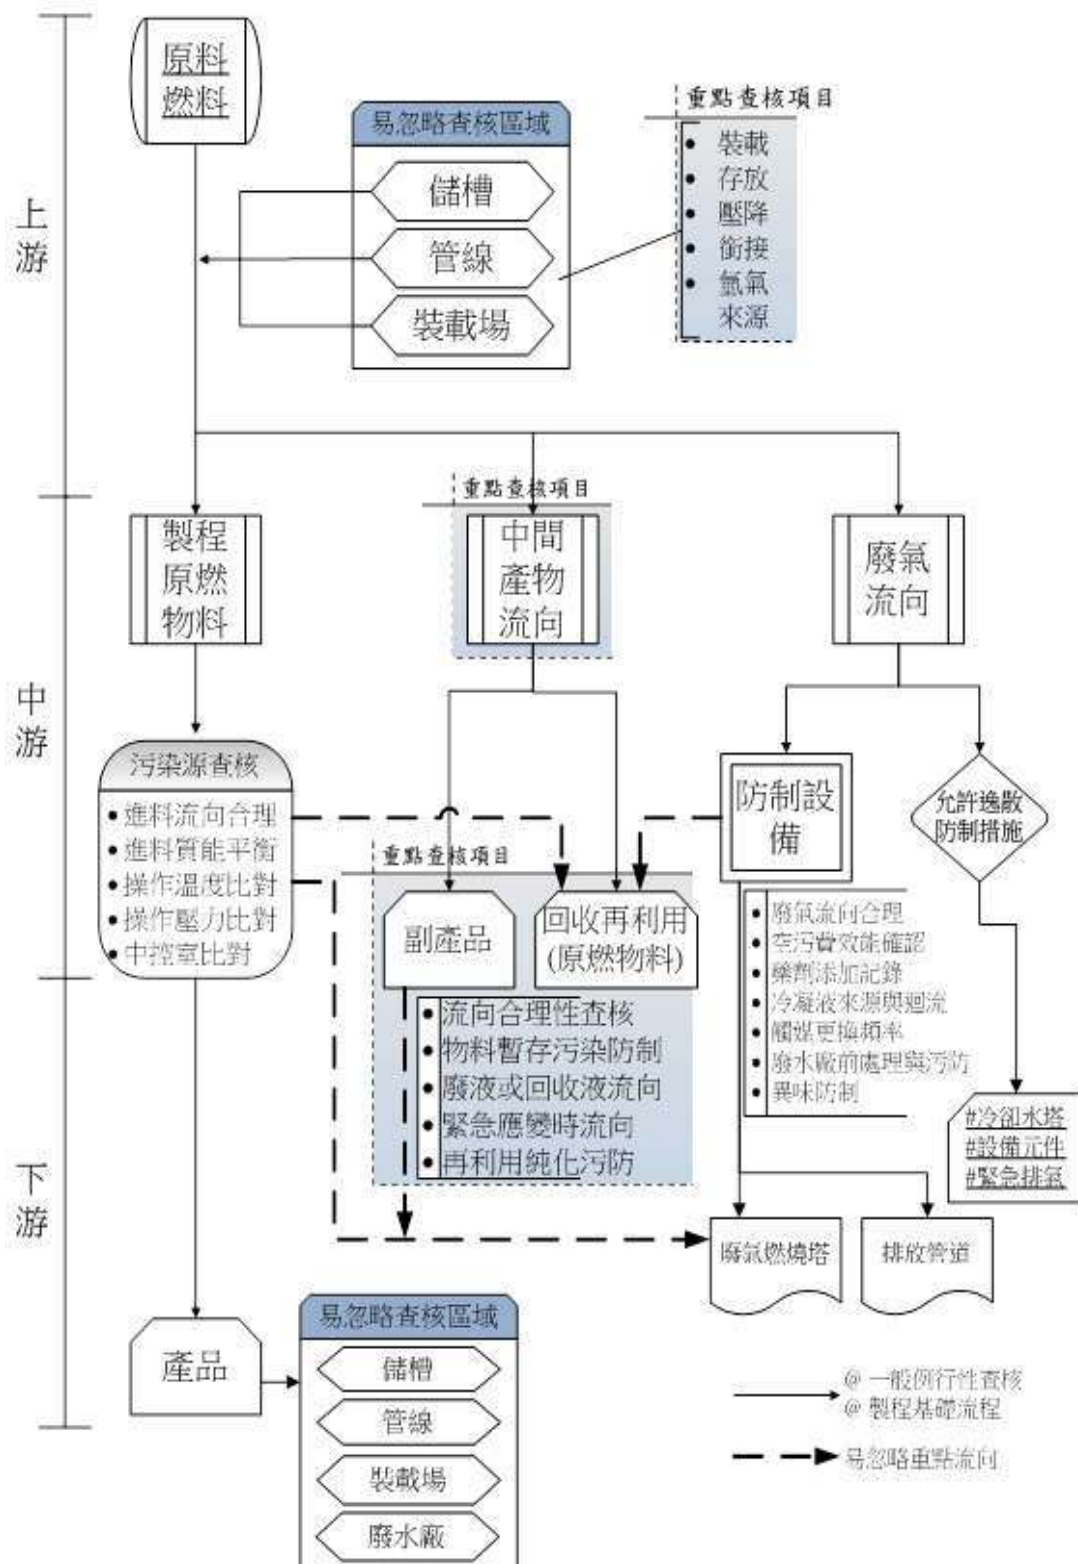 原料
燃料
易忽略查核區域
儲槽
管線
裝載場
重點查核項目
• 裝載
• 存放
• 壓降
• 銜接
• 氫氣
來源
上
游
製程
原燃
物料
重點查核項目
中間
產物
流向
廢氣
流向
中
游
污染源查核
• 進料流向合理
• 進料質能平衡
• 操作溫度比對
• 操作壓力比對
• 中控室比對
重點查核項目
副產品
回收再利用
(原燃物料)
• 流向合理性查核
• 物料暫存污染防制
• 廢液或回收液流向
• 緊急應變時流向
• 再利用純化污防
防制設
備
• 廢氣流向合理
• 空污費效能確認
• 藥劑添加記錄
• 冷凝液來源與迴流
• 觸媒更換頻率
• 廢水廠前處理與污防
• 異味防制
允許逸散
防制措施
#冷卻水塔
#設備元件
#緊急排氣
下
游
廢氣燃燒塔
排放管道
產品
易忽略查核區域
儲槽
管線
裝載場
廢水廠
@ 一般例行性查核
@ 製程基礎流程
易忽略重點流向